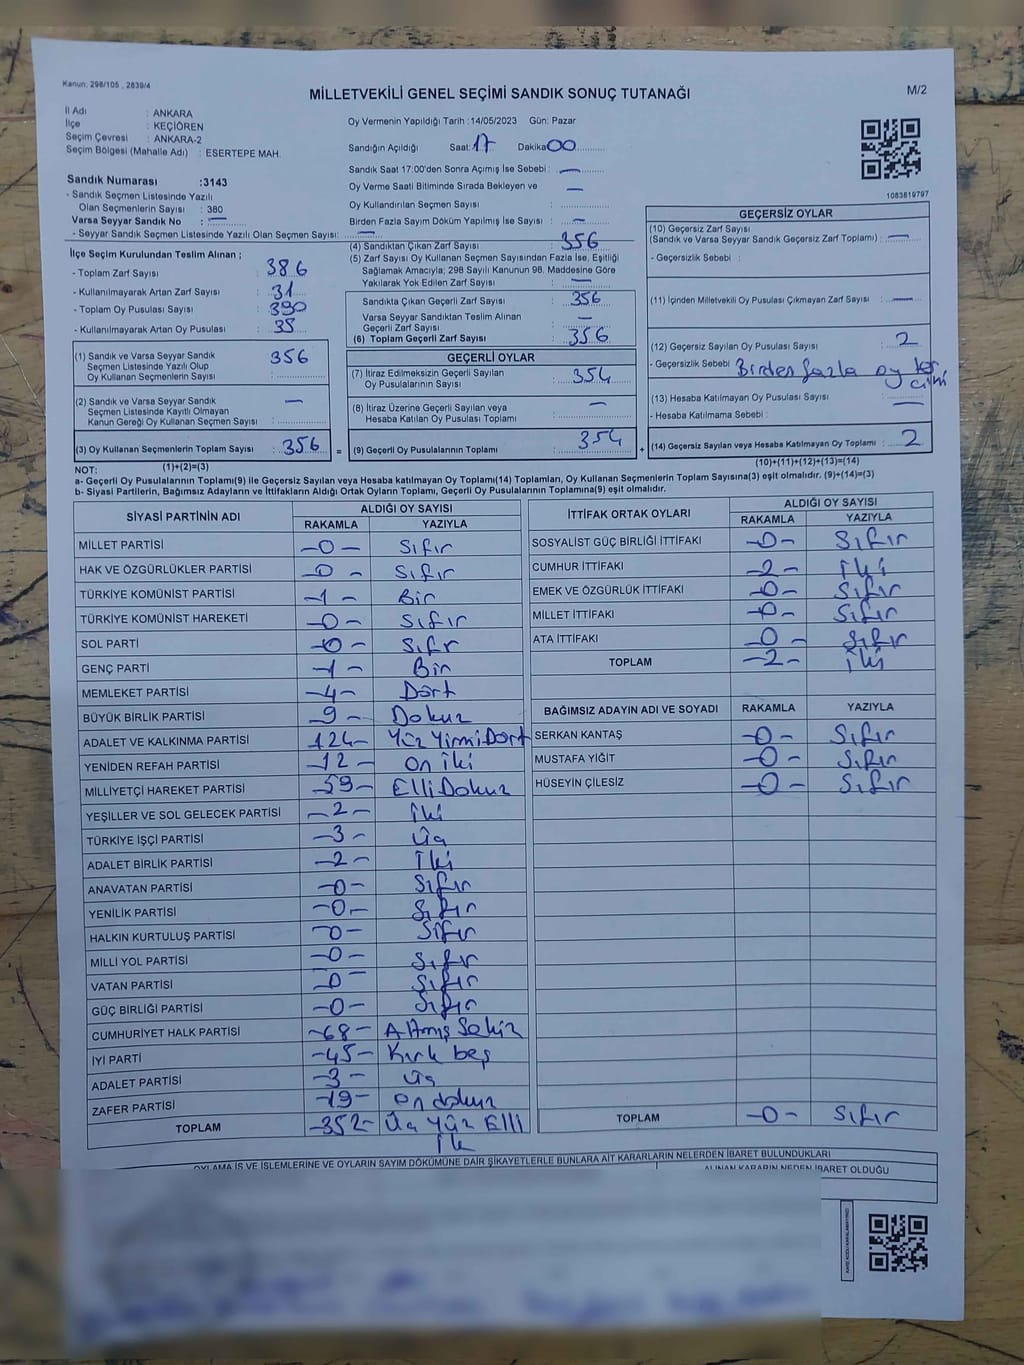 Kanun: 298/105 , 2839/4
MİLLETVEKİLİ GENEL SEÇİMİ SANDIK SONUÇ TUTANAĞI
M/2
İl Adı : ANKARA
İlçe : KEÇİÖREN
Seçim Çevresi : ANKARA-2
Seçim Bölgesi (Mahalle Adı) : ESERTEPE MAH.
Oy Vermenin Yapıldığı Tarih :14/05/2023 Gün: Pazar
Sandığın Açıldığı Saat: 17 Dakika 00
Sandık Saat 17:00'den Sonra Açımış İse Sebebi : —
Oy Verme Saati Bitiminde Sırada Bekleyen ve —
Oy Kullandırılan Seçmen Sayısı :
Birden Fazla Sayım Döküm Yapılmış İse Sayısı : —
1083619797
Sandık Numarası :3143
- Sandık Seçmen Listesinde Yazılı
Olan Seçmenlerin Sayısı : 380
Varsa Seyyar Sandık No : —
- Seyyar Sandık Seçmen Listesinde Yazılı Olan Seçmen Sayısı: —
İlçe Seçim Kurulundan Teslim Alınan ;
- Toplam Zarf Sayısı : 386
- Kullanılmayarak Artan Zarf Sayısı : 31
- Toplam Oy Pusulası Sayısı : 390
- Kullanılmayarak Artan Oy Pusulası : 35
(1) Sandık ve Varsa Seyyar Sandık 356
Seçmen Listesinde Yazılı Olup
Oy Kullanan Seçmenlerin Sayısı :
(2) Sandık ve Varsa Seyyar Sandık —
Seçmen Listesinde Kayıtlı Olmayan
Kanun Gereği Oy Kullanan Seçmen Sayısı :
(3) Oy Kullanan Seçmenlerin Toplam Sayısı : 356
=
(1)+(2)=(3)
(4) Sandıktan Çıkan Zarf Sayısı : 356
(5) Zarf Sayısı Oy Kullanan Seçmen Sayısından Fazla İse, Eşitliği
Sağlamak Amacıyla; 298 Sayılı Kanunun 98. Maddesine Göre
Yakılarak Yok Edilen Zarf Sayısı : —
Sandıkta Çıkan Geçerli Zarf Sayısı : 356
Varsa Seyyar Sandıktan Teslim Alınan —
Geçerli Zarf Sayısı :
(6) Toplam Geçerli Zarf Sayısı : 356
GEÇERLİ OYLAR
(7) İtiraz Edilmeksizin Geçerli Sayılan
Oy Pusulalarının Sayısı : 354
(8) İtiraz Üzerine Geçerli Sayılan veya —
Hesaba Katılan Oy Pusulası Toplamı :
(9) Geçerli Oy Pusulalarının Toplamı : 354
+
GEÇERSİZ OYLAR
(10) Geçersiz Zarf Sayısı
(Sandık ve Varsa Seyyar Sandık Geçersiz Zarf Toplamı) : —
- Geçersizlik Sebebi :
(11) İçinden Milletvekili Oy Pusulası Çıkmayan Zarf Sayısı : —
(12) Geçersiz Sayılan Oy Pusulası Sayısı : 2
- Geçersizlik Sebebi : Birden fazla oy
(13) Hesaba Katılmayan Oy Pusulası Sayısı : —
- Hesaba Katılmama Sebebi :
(14) Geçersiz Sayılan veya Hesaba Katılmayan Oy Toplamı : 2
(10)+(11)+(12)+(13)=(14)
NOT:
a- Geçerli Oy Pusulalarının Toplamı(9) ile Geçersiz Sayılan veya Hesaba katılmayan Oy Toplamı(14) Toplamları, Oy Kullanan Seçmenlerin Toplam Sayısına(3) eşit olmalıdır. (9)+(14)=(3)
b- Siyasi Partilerin, Bağımsız Adayların ve İttifakların Aldığı Ortak Oyların Toplamı, Geçerli Oy Pusulalarının Toplamına(9) eşit olmalıdır.
SİYASİ PARTİNİN ADI ALDIĞI OY SAYISI
RAKAMLA YAZIYLA
MİLLET PARTİSİ -0- Sıfır
HAK VE ÖZGÜRLÜKLER PARTİSİ -0- Sıfır
TÜRKİYE KOMÜNİST PARTİSİ -1- Bir
TÜRKİYE KOMÜNİST HAREKETİ -0- Sıfır
SOL PARTİ -0- Sıfr
GENÇ PARTİ -1- Bir
MEMLEKET PARTİSİ -4- Dört
BÜYÜK BİRLİK PARTİSİ -9- Dokuz
ADALET VE KALKINMA PARTİSİ 124- Yüz Yirmi Dört
YENİDEN REFAH PARTİSİ -12- On iki
MİLLİYETÇİ HAREKET PARTİSİ -59- Elli Dokuz
YEŞİLLER VE SOL GELECEK PARTİSİ -2- iki
TÜRKİYE İŞÇİ PARTİSİ -3- Üç
ADALET BİRLİK PARTİSİ -2- İki
ANAVATAN PARTİSİ -0- Sıfır
YENİLİK PARTİSİ -0- Sıfır
HALKIN KURTULUŞ PARTİSİ -0- Sıfır
MİLLİ YOL PARTİSİ -0- Sıfır
VATAN PARTİSİ -0- Sıfır
GÜÇ BİRLİĞİ PARTİSİ -0- Sıfır
CUMHURİYET HALK PARTİSİ -68- Altmış Sekiz
İYİ PARTİ -45- Kırk beş
ADALET PARTİSİ -3- Üç
ZAFER PARTİSİ -19- On dokuz
TOPLAM -352- Üç Yüz Elli
İki
İTTİFAK ORTAK OYLARI ALDIĞI OY SAYISI
RAKAMLA YAZIYLA
SOSYALİST GÜÇ BİRLİĞİ İTTİFAKI -0- Sıfır
CUMHUR İTTİFAKI -2- İki
EMEK VE ÖZGÜRLÜK İTTİFAKI -0- Sıfır
MİLLET İTTİFAKI -0- Sıfır
ATA İTTİFAKI -0- Sıfır
TOPLAM -2- iki
BAĞIMSIZ ADAYIN ADI VE SOYADI RAKAMLA YAZIYLA
SERKAN KANTAŞ -0- Sıfır
MUSTAFA YİĞİT -0- Sıfır
HÜSEYİN ÇİLESİZ -0- Sıfır
TOPLAM -0- Sıfır
OYLAMA İŞ VE İŞLEMLERİNE VE OYLARIN SAYIM DÖKÜMÜNE DAİR ŞİKAYETLERLE BUNLARA AİT KARARLARIN NELERDEN İBARET BULUNDUKLARI
ALINAN KARARIN NEDEN İBARET OLDUĞU